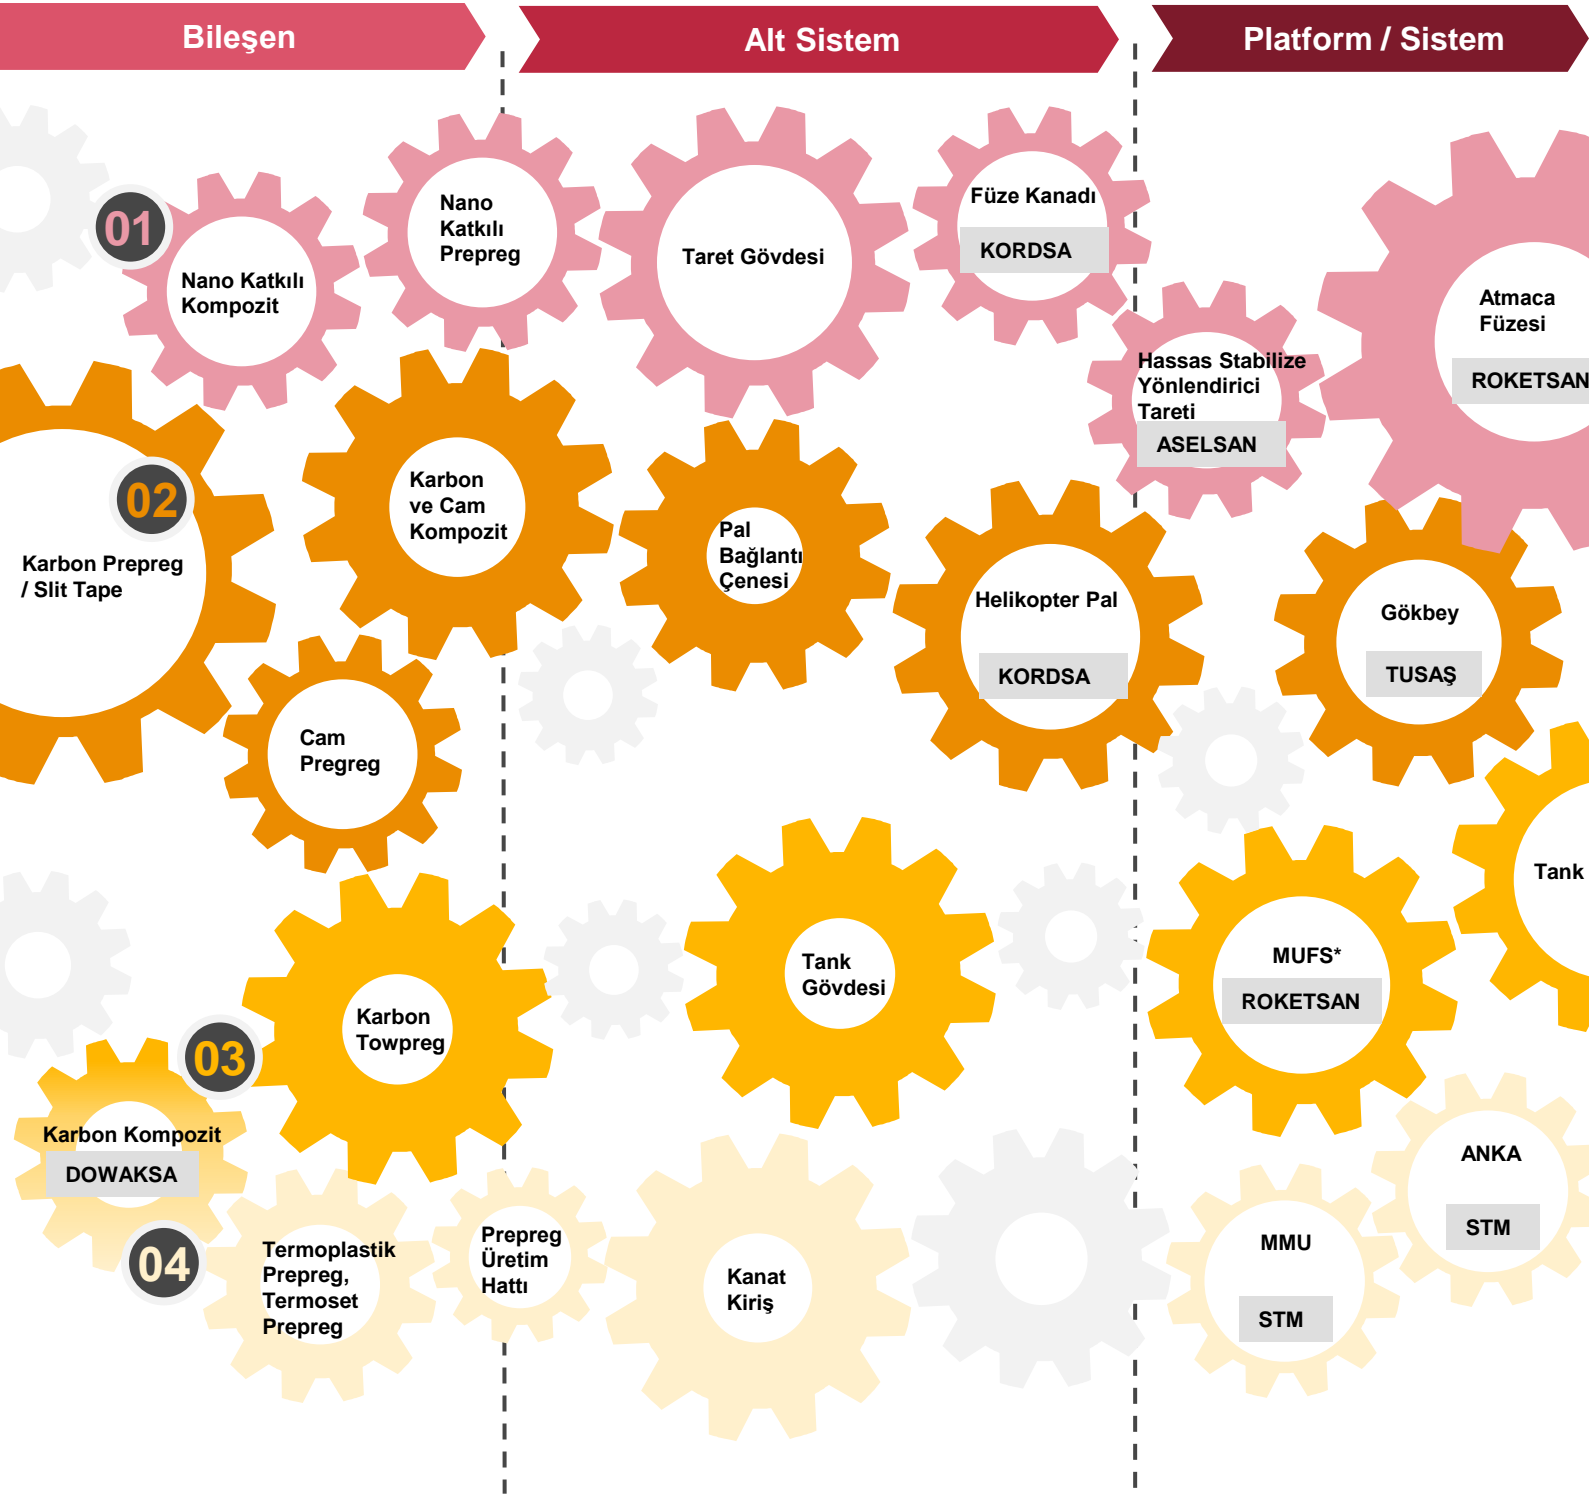 Bileşen
Alt Sistem
Platform / Sistem
01
Nano Katkılı
Kompozit
Nano
Katkılı
Prepreg
Taret Gövdesi
Füze Kanadı
KORDSA
Hassas Stabilize
Yönlendirici
Tareti
ASELSAN
Atmaca
Füzesi
ROKETSAN
02
Karbon Prepreg
/ Slit Tape
Karbon
ve Cam
Kompozit
Cam
Pregreg
Pal
Bağlantı
Çenesi
Helikopter Pal
KORDSA
Gökbey
TUSAŞ
03
Karbon
Towpreg
Tank
Gövdesi
MUFS*
ROKETSAN
Tank
Karbon Kompozit
DOWAKSA
04
Termoplastik
Prepreg,
Termoset
Prepreg
Prepreg
Üretim
Hattı
Kanat
Kiriş
MMU
STM
ANKA
STM